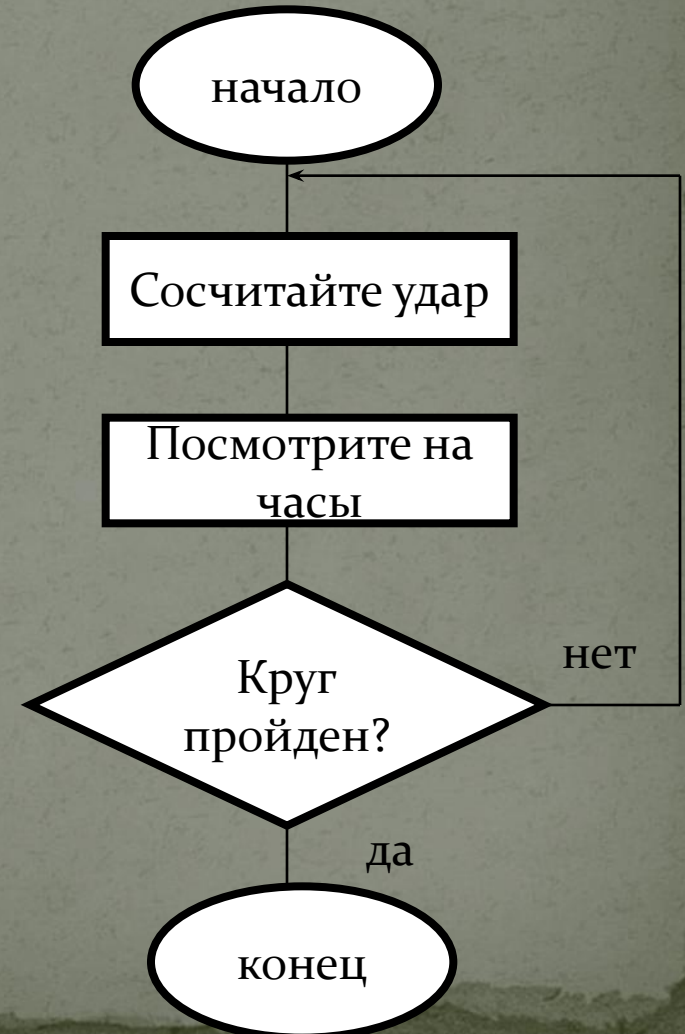 начало
Сосчитайте удар
Посмотрите на
часы
Круг
пройден?
нет
да
конец